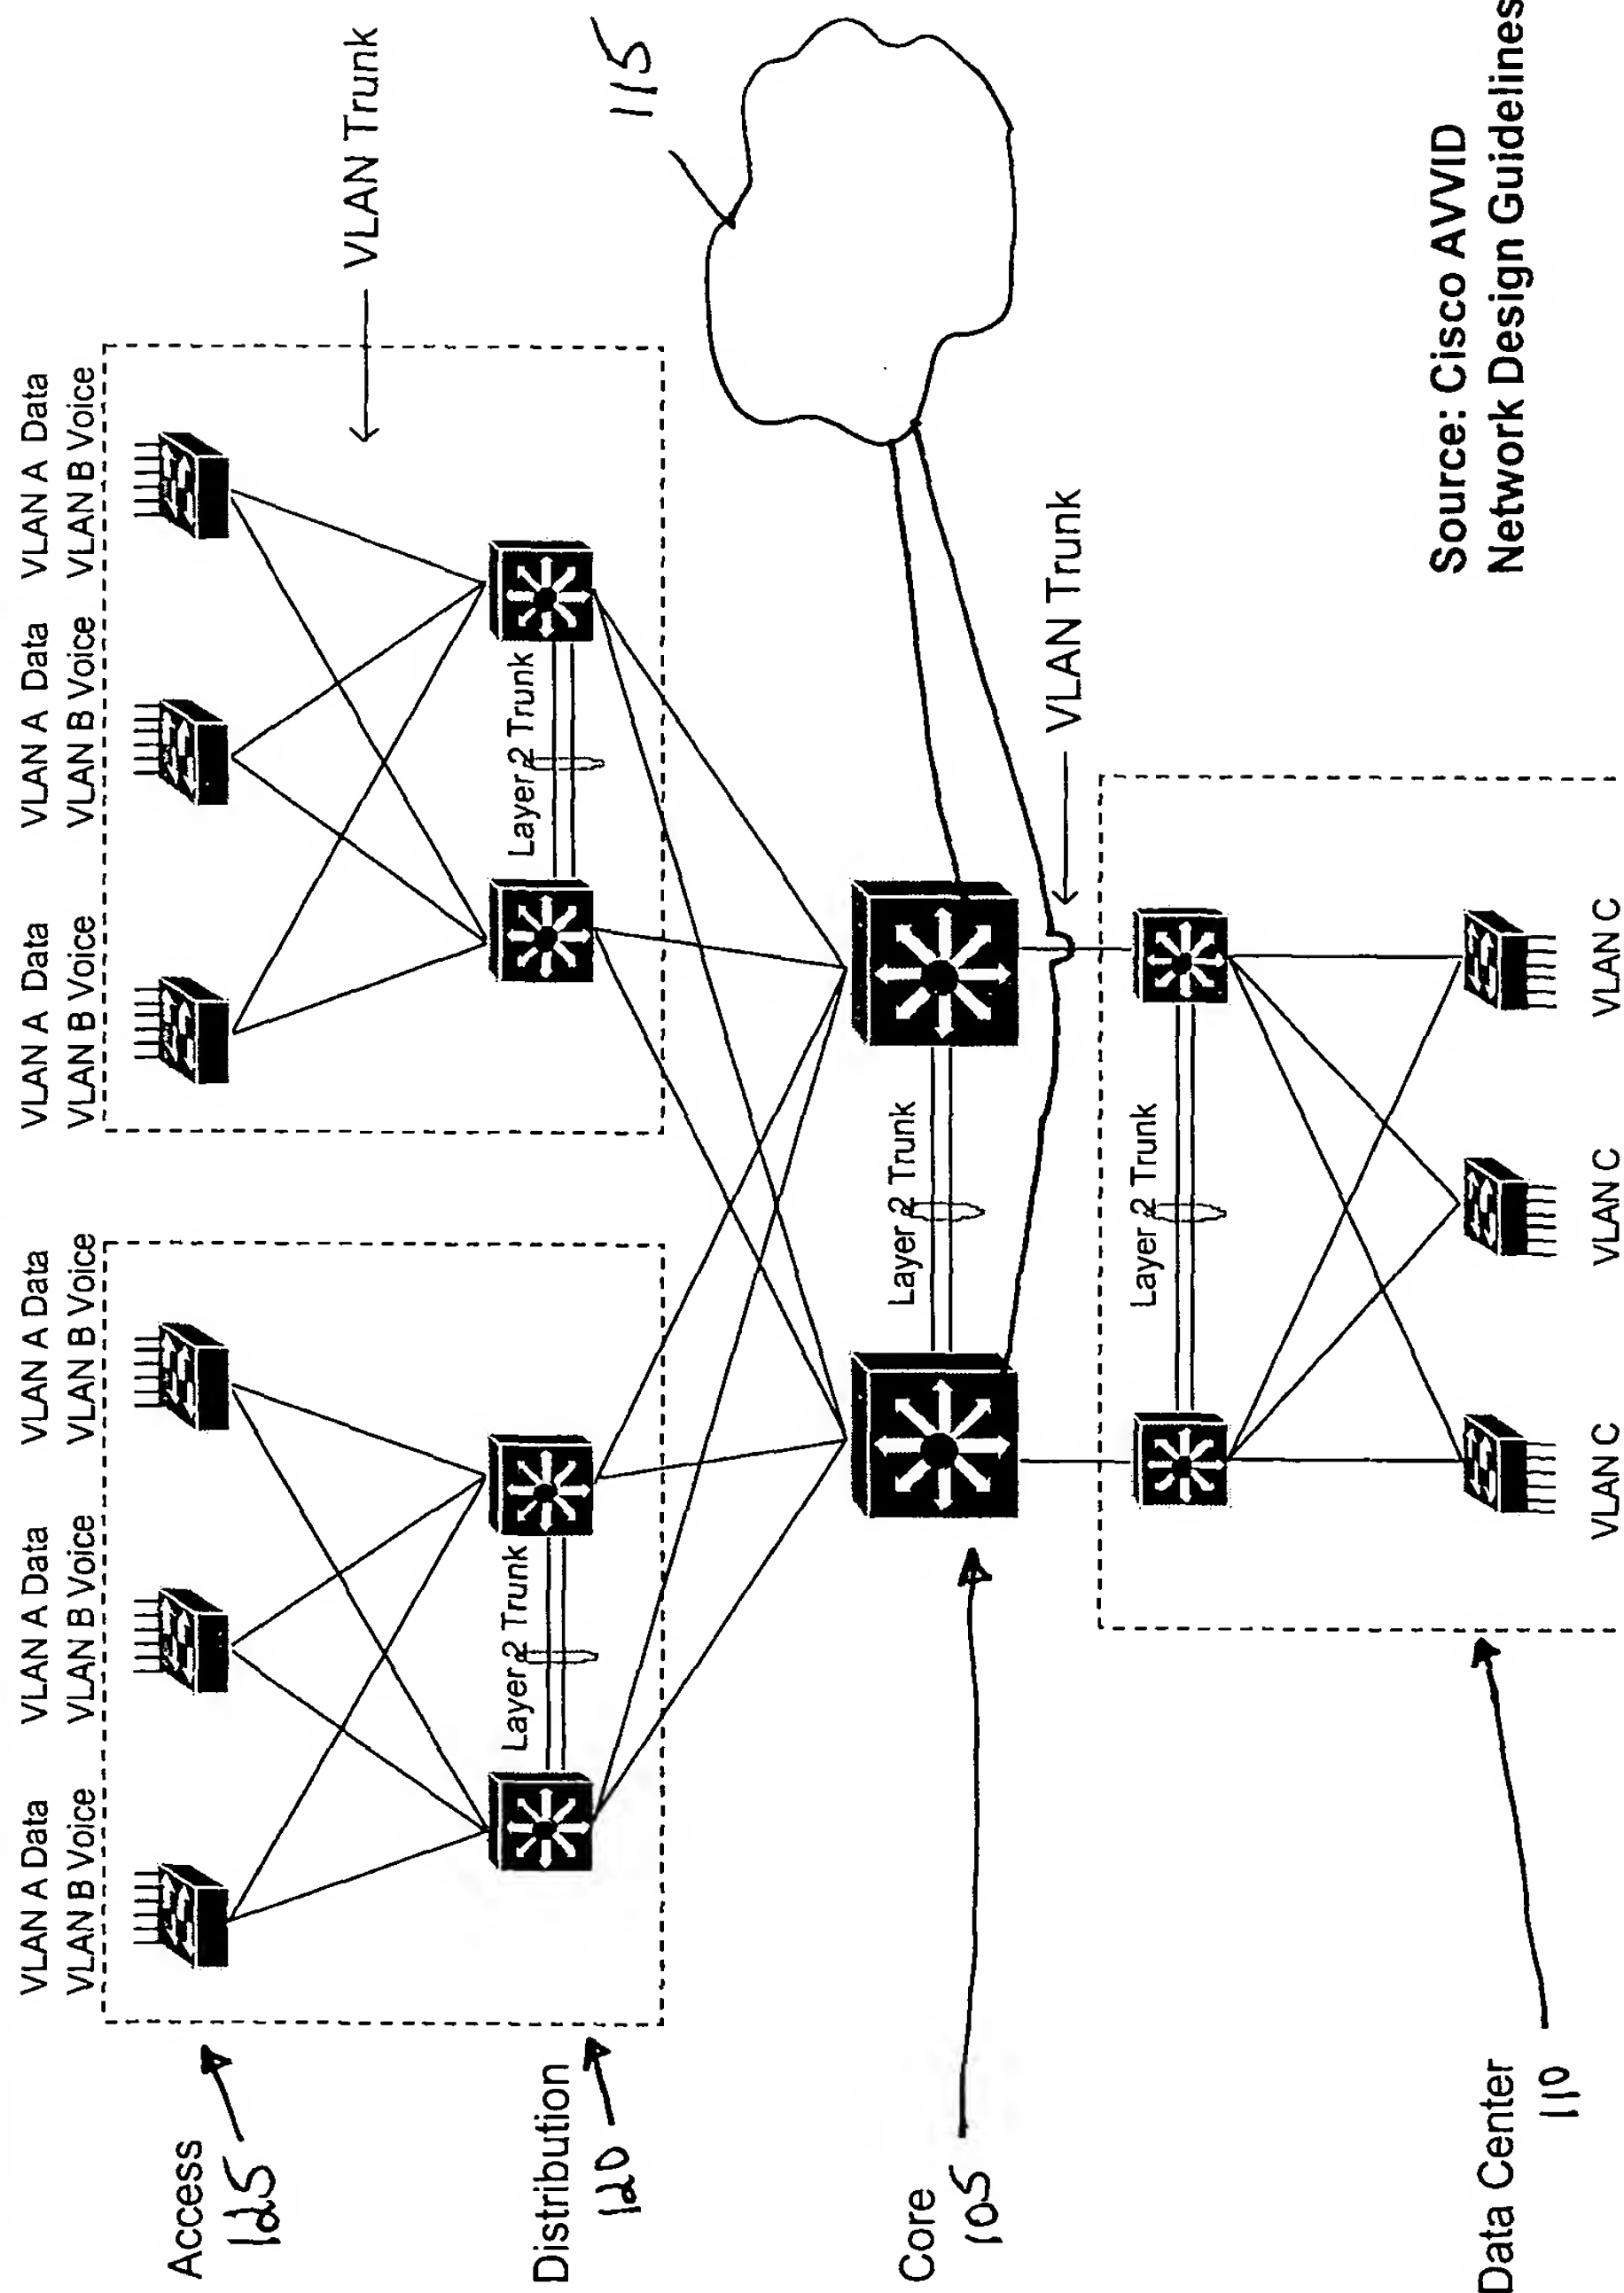 VLAN A Data
VLAN B Voice
VLAN A Data
VLAN B Voice
VLAN A Data
VLAN B Voice
VLAN A Data
VLAN B Voice
VLAN A Data
VLAN B Voice
VLAN A Data
VLAN B Voice
Access
125
VLAN Trunk
Distribution
120
Layer 2 Trunk
Layer 2 Trunk
115
Core
105
Layer 2 Trunk
VLAN Trunk
Layer 2 Trunk
Data Center
110
VLAN C
VLAN C
VLAN C
Source: Cisco AVVID
Network Design Guidelines